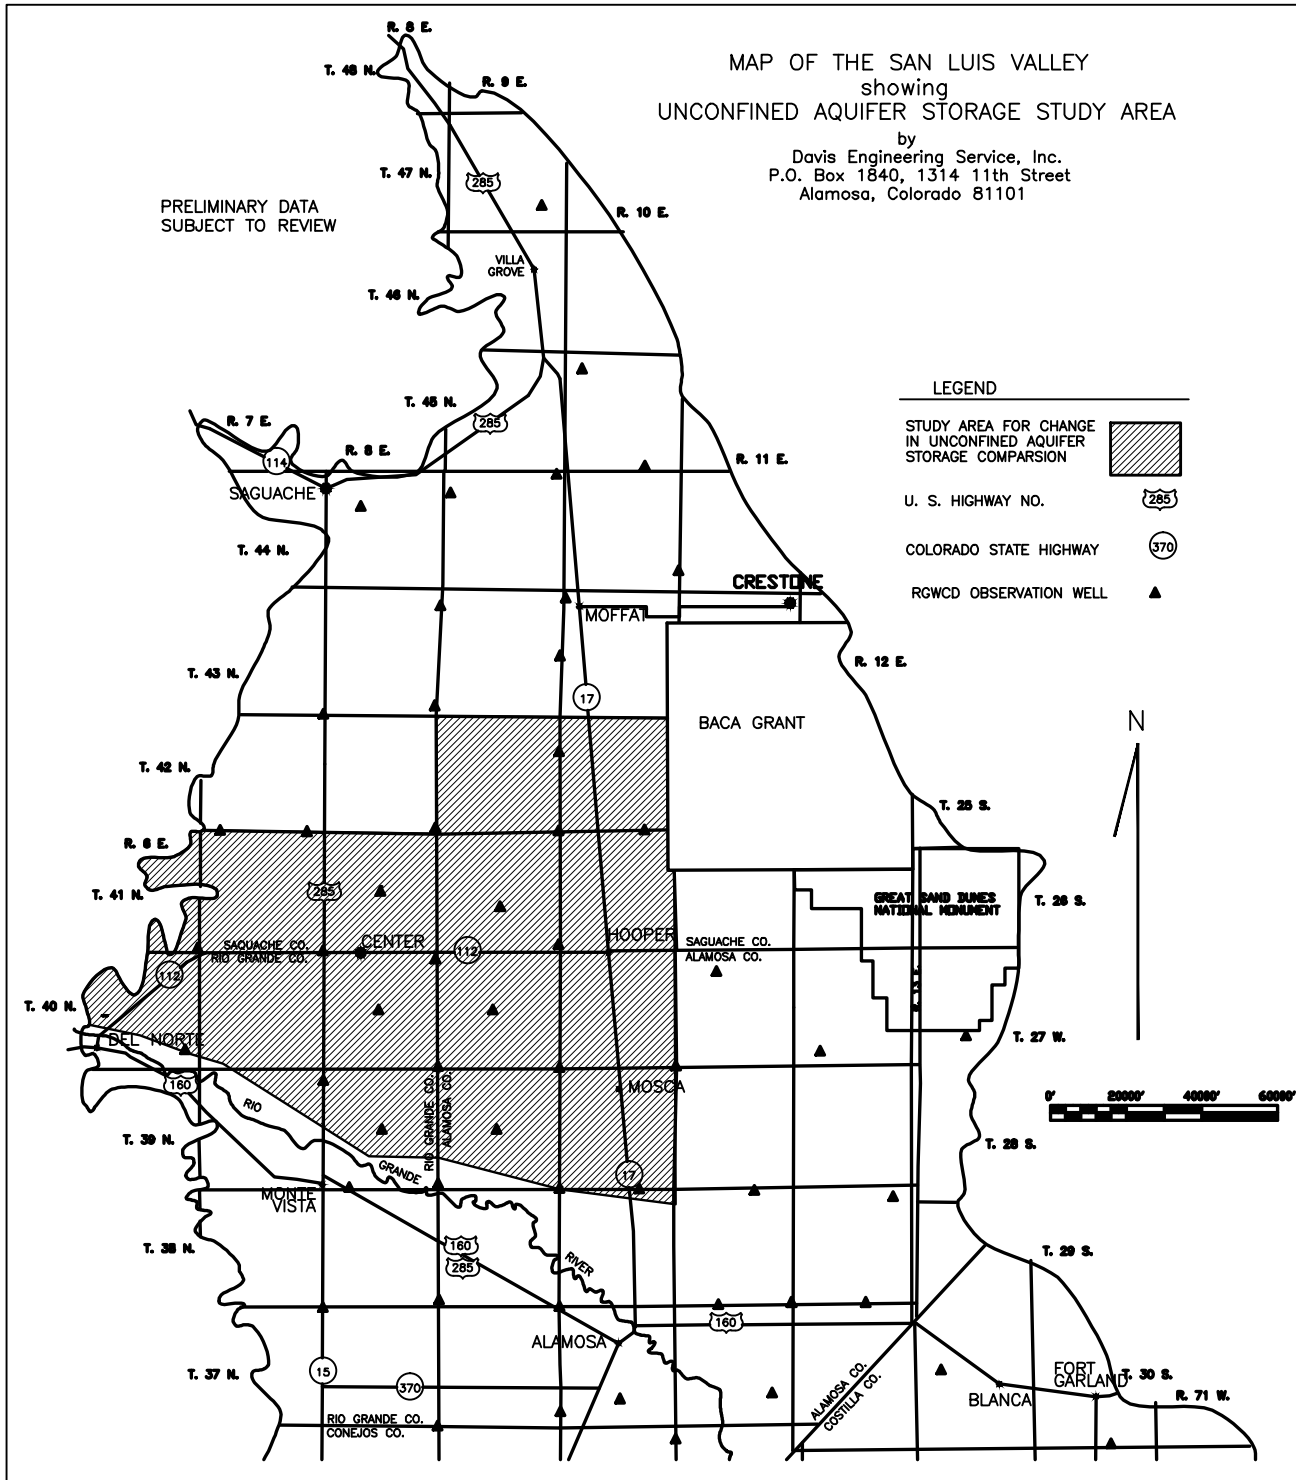 MAP OF THE SAN LUIS VALLEY
showing
UNCONFINED AQUIFER STORAGE STUDY AREA
by
Davis Engineering Service, Inc.
P.O. Box 1840, 1314 11th Street
Alamosa, Colorado 81101
PRELIMINARY DATA
SUBJECT TO REVIEW
R. 8 E.
T. 48 N.
R. 9 E.
T. 47 N.
285
R. 10 E.
VILLA
GROVE
T. 46 N.
T. 45 N.
285
R. 7 E.
R. 8 E.
114
R. 11 E.
SAGUACHE
T. 44 N.
LEGEND
STUDY AREA FOR CHANGE
IN UNCONFINED AQUIFER
STORAGE COMPARSION
U. S. HIGHWAY NO.
285
COLORADO STATE HIGHWAY
370
RGWCD OBSERVATION WELL
CRESTONE
MOFFAT
T. 43 N.
R. 12 E.
17
BACA GRANT
N
T. 42 N.
T. 25 S.
R. 6 E.
T. 41 N.
285
GREAT SAND DUNES
NATIONAL MONUMENT
T. 26 S.
SAQUACHE CO.
RIO GRANDE CO.
CENTER
112
HOOPER
SAGUACHE CO.
ALAMOSA CO.
112
T. 40 N.
DEL NORTE
T. 27 W.
160
RIO GRANDE CO.
ALAMOSA CO.
MOSCA
0'
20000'
40000'
60000'
RIO
GRANDE
RIVER
T. 39 N.
T. 28 S.
17
MONTE
VISTA
T. 38 N.
160
285
T. 29 S.
160
ALAMOSA
T. 37 N.
15
370
RIO GRANDE CO.
CONEJOS CO.
ALAMOSA CO.
COSTILLA CO.
BLANCA
FORT
GARLAND
T. 30 S.
R. 71 W.